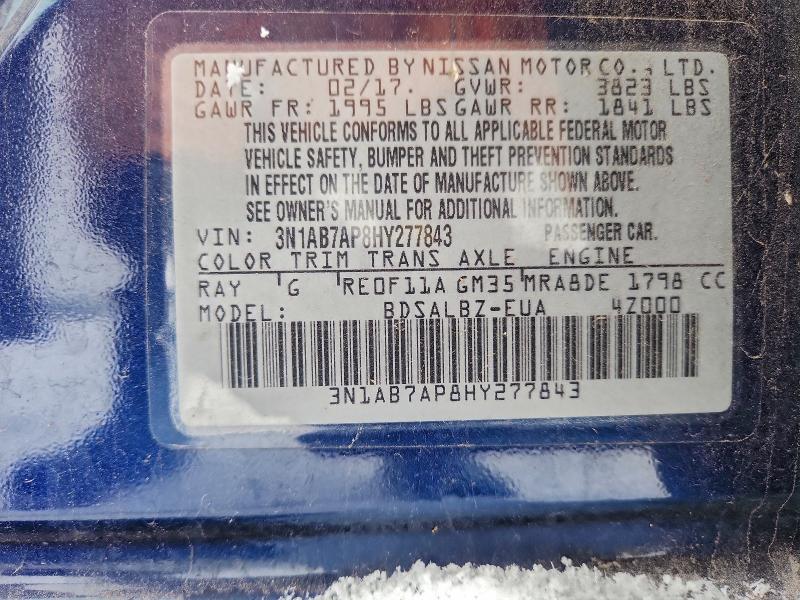 MANUFACTURED BY NISSAN MOTOR CO., LTD.
DATE: 02/17. GVWR: 3823 LBS
GAWR FR: 1995 LBS GAWR RR: 1841 LBS
THIS VEHICLE CONFORMS TO ALL APPLICABLE FEDERAL MOTOR
VEHICLE SAFETY, BUMPER AND THEFT PREVENTION STANDARDS
IN EFFECT ON THE DATE OF MANUFACTURE SHOWN ABOVE.
SEE OWNER'S MANUAL FOR ADDITIONAL INFORMATION.
VIN: 3N1AB7AP8HY277843 PASSENGER CAR.
COLOR TRIM TRANS AXLE ENGINE
RAY G RE0F11A GM35 MRA8DE 1798 CC
MODEL: BDSALBZ-EUA 4Z000
3N1AB7AP8HY277843